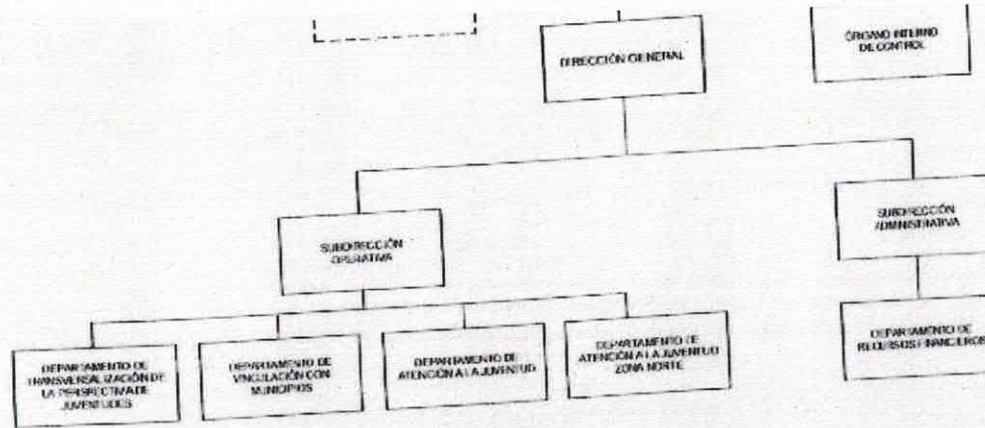 DIRECCIÓN GENERAL
ÓRGANO INTERNO
DE CONTROL
SUBDIRECCIÓN
OPERATIVA
SUBDIRECCIÓN
ADMINISTRATIVA
DEPARTAMENTO DE
TRANSVERSALIZACIÓN DE
LA PERSPECTIVA DE
JUVENTUDES
DEPARTAMENTO DE
VINCULACIÓN CON
MUNICIPIOS
DEPARTAMENTO DE
ATENCIÓN A LA JUVENTUD
DEPARTAMENTO DE
ATENCIÓN A LA JUVENTUD
ZONA NORTE
DEPARTAMENTO DE
RECURSOS FINANCIEROS